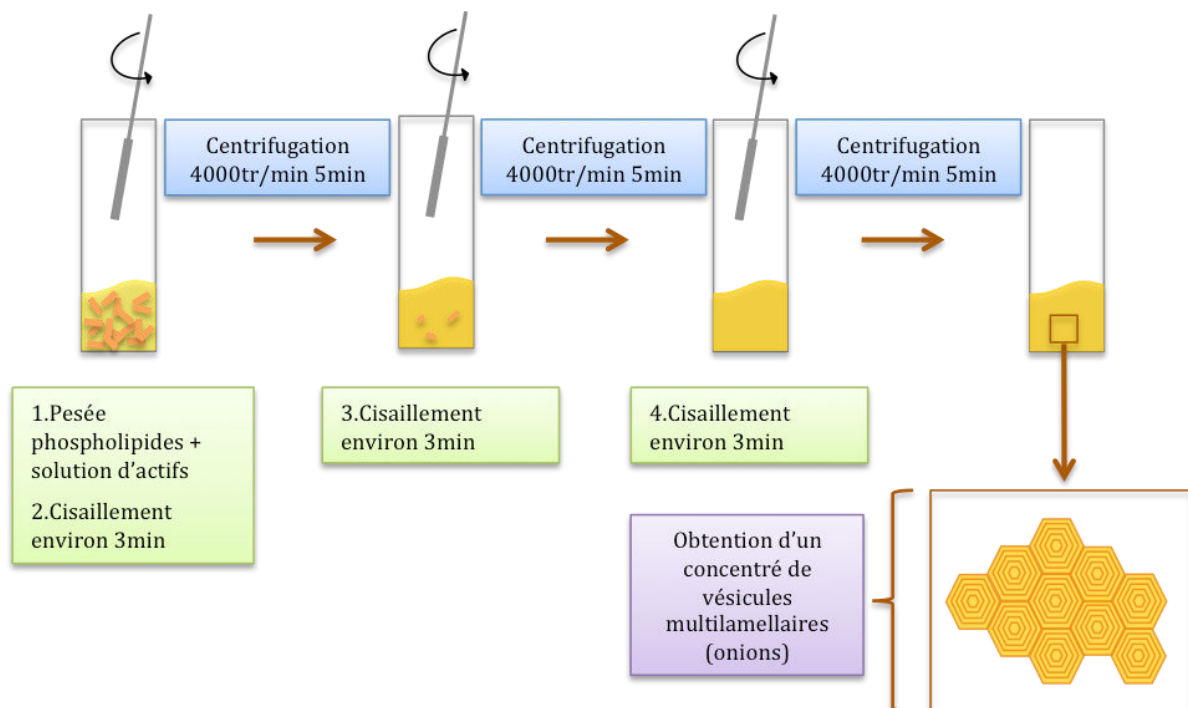 Centrifugation
4000tr/min 5min
Centrifugation
4000tr/min 5min
Centrifugation
4000tr/min 5min
1.Pesée
phospholipides +
solution d’actifs
2.Cisaillement
environ 3min
3.Cisaillement
environ 3min
4.Cisaillement
environ 3min
Obtention d’un
concentré de
vésicules
multilamellaires
(onions)